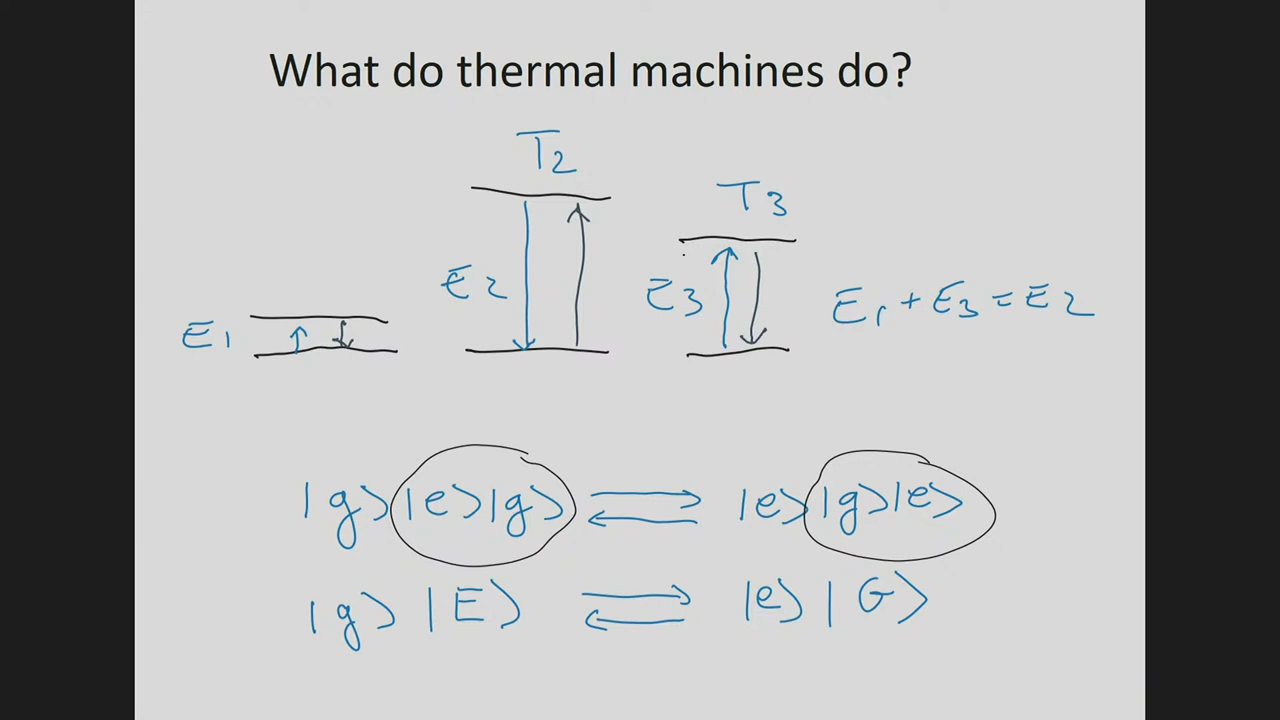 What do thermal machines do?
T2
T3
E1 E2 E3 E1 + E3 = E2
|g⟩|e⟩|g⟩ ⇌ |e⟩|g⟩|e⟩
|g⟩|E⟩ ⇌ |e⟩|G⟩